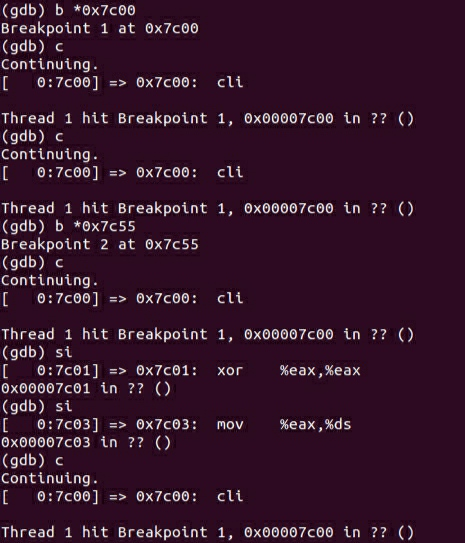 (gdb) b *0x7c00
Breakpoint 1 at 0x7c00
(gdb) c
Continuing.
[   0:7c00] => 0x7c00:  cli

Thread 1 hit Breakpoint 1, 0x00007c00 in ?? ()
(gdb) c
Continuing.
[   0:7c00] => 0x7c00:  cli

Thread 1 hit Breakpoint 1, 0x00007c00 in ?? ()
(gdb) b *0x7c55
Breakpoint 2 at 0x7c55
(gdb) c
Continuing.
[   0:7c00] => 0x7c00:  cli

Thread 1 hit Breakpoint 1, 0x00007c00 in ?? ()
(gdb) si
[   0:7c01] => 0x7c01:  xor    %eax,%eax
0x00007c01 in ?? ()
(gdb) si
[   0:7c03] => 0x7c03:  mov    %eax,%ds
0x00007c03 in ?? ()
(gdb) c
Continuing.
[   0:7c00] => 0x7c00:  cli

Thread 1 hit Breakpoint 1, 0x00007c00 in ?? ()